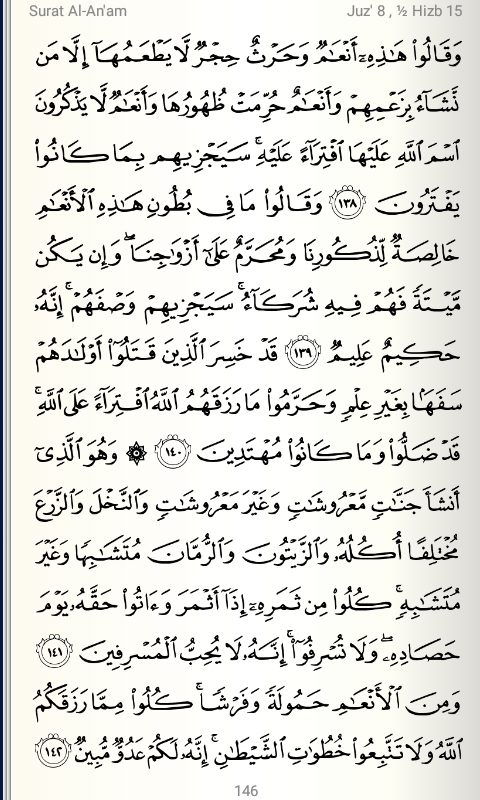 Surat Al-An'am Juz' 8 , ½ Hizb 15
وَقَالُوا۟ هَـٰذِهِۦٓ أَنْعَـٰمٌ وَحَرْثٌ حِجْرٌ لَّا يَطْعَمُهَآ إِلَّا مَن
نَّشَآءُ بِزَعْمِهِمْ وَأَنْعَـٰمٌ حُرِّمَتْ ظُهُورُهَا وَأَنْعَـٰمٌ لَّا يَذْكُرُونَ
ٱسْمَ ٱللَّهِ عَلَيْهَا ٱفْتِرَآءً عَلَيْهِ ۚ سَيَجْزِيهِم بِمَا كَانُوا۟
يَفْتَرُونَ ١٣٨ وَقَالُوا۟ مَا فِى بُطُونِ هَـٰذِهِ ٱلْأَنْعَـٰمِ
خَالِصَةٌ لِّذُكُورِنَا وَمُحَرَّمٌ عَلَىٰٓ أَزْوَٰجِنَا ۖ وَإِن يَكُن
مَّيْتَةً فَهُمْ فِيهِ شُرَكَآءُ ۚ سَيَجْزِيهِمْ وَصْفَهُمْ ۚ إِنَّهُۥ
حَكِيمٌ عَلِيمٌ ١٣٩ قَدْ خَسِرَ ٱلَّذِينَ قَتَلُوٓا۟ أَوْلَـٰدَهُمْ
سَفَهًۢا بِغَيْرِ عِلْمٍ وَحَرَّمُوا۟ مَا رَزَقَهُمُ ٱللَّهُ ٱفْتِرَآءً عَلَى ٱللَّهِ ۚ
قَدْ ضَلُّوا۟ وَمَا كَانُوا۟ مُهْتَدِينَ ١٤٠ ۞ وَهُوَ ٱلَّذِىٓ
أَنشَأَ جَنَّـٰتٍ مَّعْرُوشَـٰتٍ وَغَيْرَ مَعْرُوشَـٰتٍ وَٱلنَّخْلَ وَٱلزَّرْعَ
مُخْتَلِفًا أُكُلُهُۥ وَٱلزَّيْتُونَ وَٱلرُّمَّانَ مُتَشَـٰبِهًا وَغَيْرَ
مُتَشَـٰبِهٍ ۚ كُلُوا۟ مِن ثَمَرِهِۦٓ إِذَآ أَثْمَرَ وَءَاتُوا۟ حَقَّهُۥ يَوْمَ
حَصَادِهِۦ ۖ وَلَا تُسْرِفُوٓا۟ ۚ إِنَّهُۥ لَا يُحِبُّ ٱلْمُسْرِفِينَ ١٤١
وَمِنَ ٱلْأَنْعَـٰمِ حَمُولَةً وَفَرْشًا ۚ كُلُوا۟ مِمَّا رَزَقَكُمُ
ٱللَّهُ وَلَا تَتَّبِعُوا۟ خُطُوَٰتِ ٱلشَّيْطَـٰنِ ۚ إِنَّهُۥ لَكُمْ عَدُوٌّ مُّبِينٌ ١٤٢
146